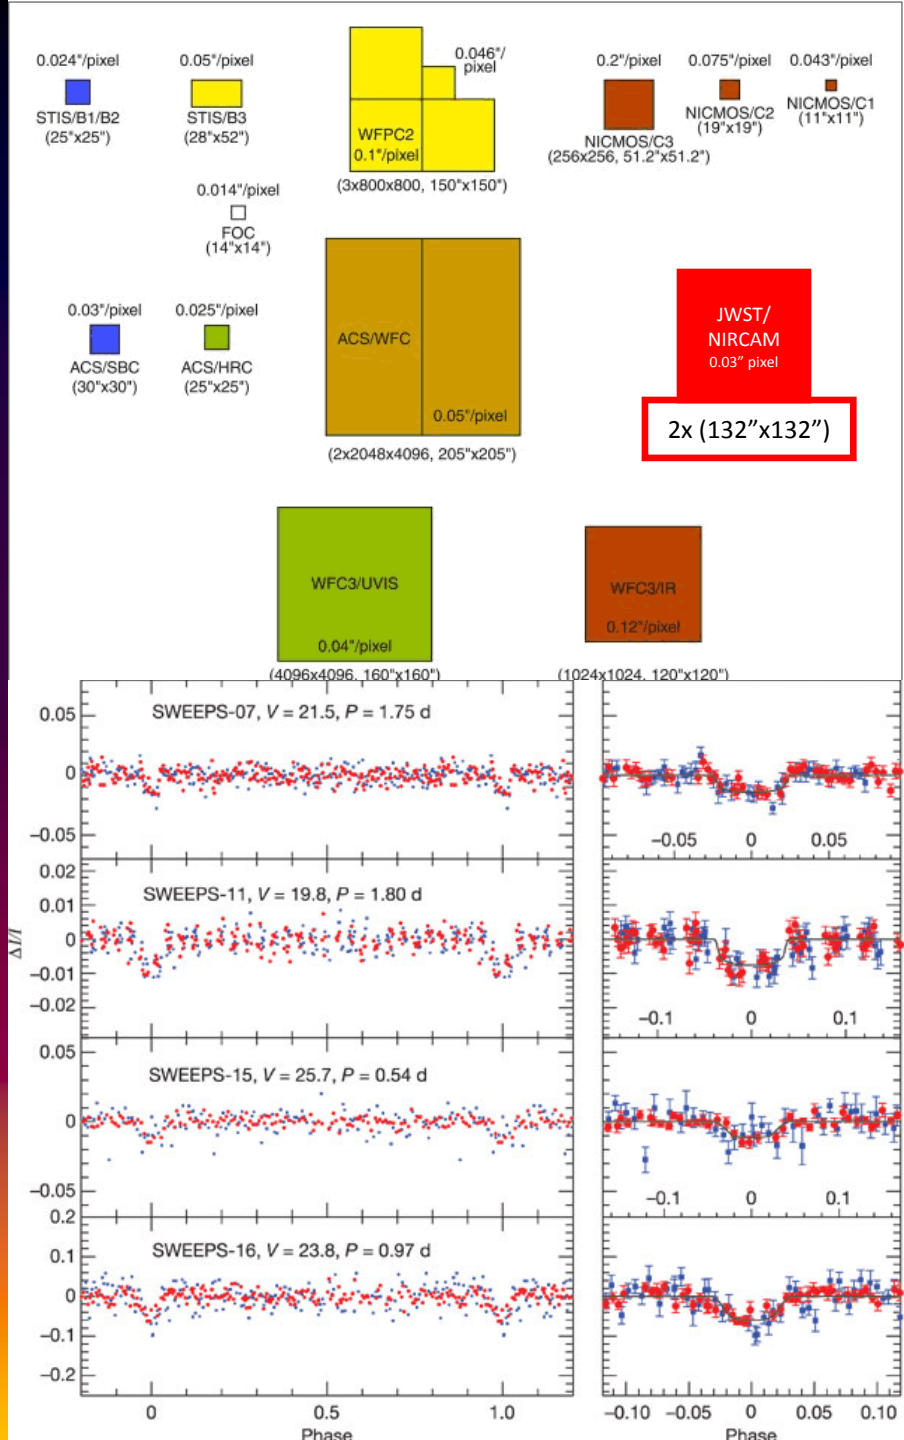 0.024"/pixel
STIS/B1/B2
(25"x25")
0.05"/pixel
STIS/B3
(28"x52")
0.046"/
pixel
WFPC2
0.1"/pixel
(3x800x800, 150"x150")
0.2"/pixel
NICMOS/C3
(256x256, 51.2"x51.2")
0.075"/pixel
NICMOS/C2
(19"x19")
0.043"/pixel
NICMOS/C1
(11"x11")
0.014"/pixel
FOC
(14"x14")
0.03"/pixel
ACS/SBC
(30"x30")
0.025"/pixel
ACS/HRC
(25"x25")
ACS/WFC
0.05"/pixel
(2x2048x4096, 205"x205")
JWST/
NIRCAM
0.03” pixel
2x (132”x132”)
WFC3/UVIS
0.04"/pixel
(4096x4096, 160"x160")
WFC3/IR
0.12"/pixel
(1024x1024, 120"x120")
SWEEPS-07, V = 21.5, P = 1.75 d
0.05
0
−0.05
−0.05 0 0.05
SWEEPS-11, V = 19.8, P = 1.80 d
0.02
0.01
0
−0.01
−0.02
−0.1 0 0.1
ΔI/I
SWEEPS-15, V = 25.7, P = 0.54 d
0.05
0
−0.05
−0.1 0 0.1
SWEEPS-16, V = 23.8, P = 0.97 d
0.2
0.1
0
−0.1
−0.2
0 0.5 1.0
Phase
−0.10 −0.05 0 0.05 0.10
Phase